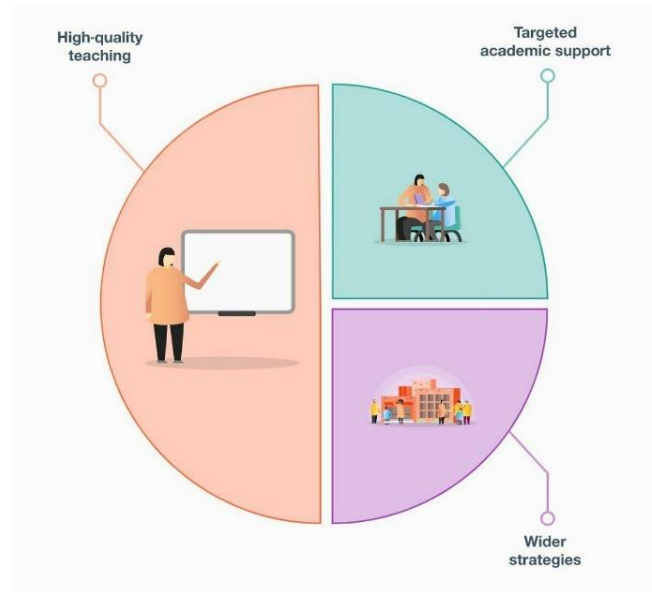 High-quality
teaching
Targeted
academic support
Wider
strategies